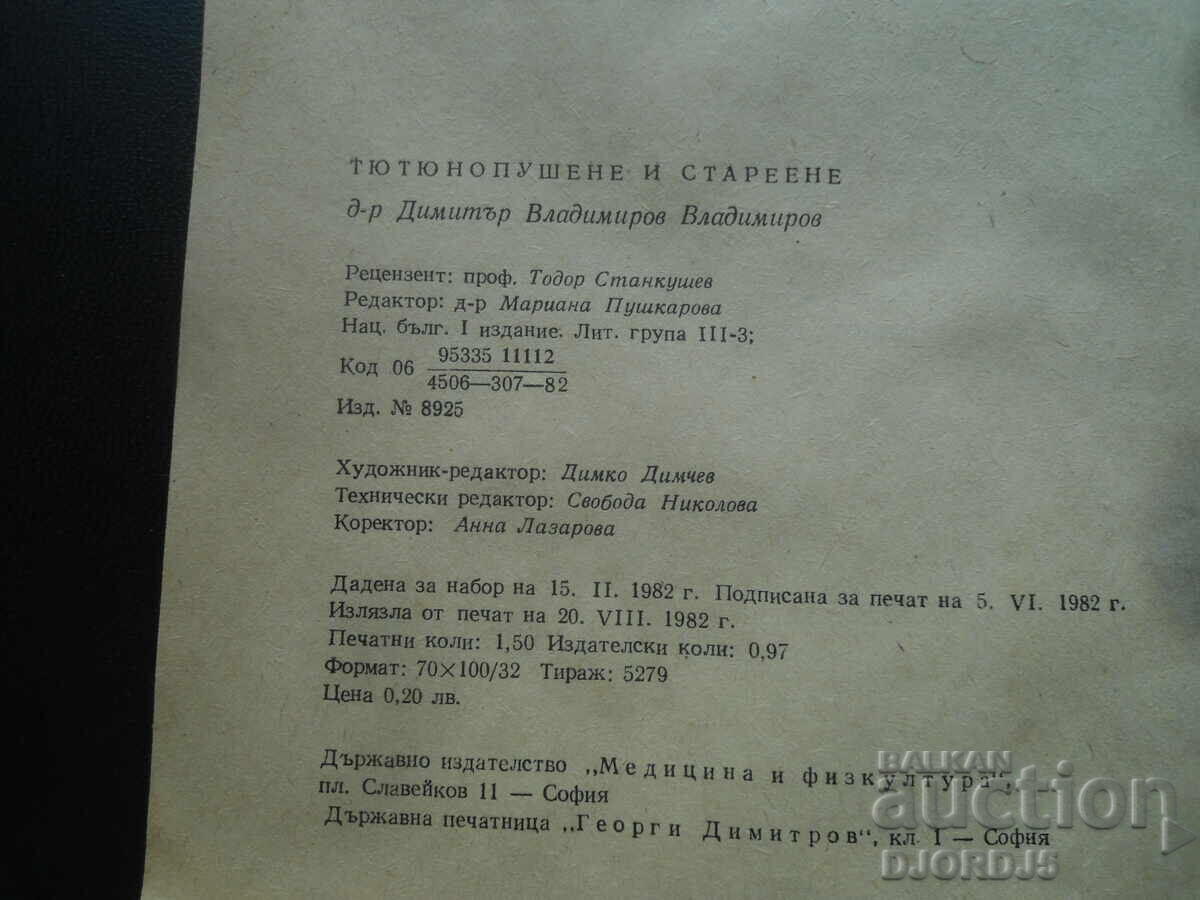 ТЮТЮНОПУШЕНЕ И СТАРЕЕНЕ
д-р Димитър Владимиров Владимиров
Рецензент: проф. Тодор Станкушев
Редактор: д-р Мариана Пушкарова
Нац. бълг. I издание. Лит. група III-3;
Код 06 95335 11112
4506—307—82
Изд. № 8925
Художник-редактор: Димко Димчев
Технически редактор: Свобода Николова
Коректор: Анна Лазарова
Дадена за набор на 15. II. 1982 г. Подписана за печат на 5. VI. 1982 г.
Излязла от печат на 20. VIII. 1982 г.
Печатни коли: 1,50 Издателски коли: 0,97
Формат: 70×100/32 Тираж: 5279
Цена 0,20 лв.
Държавно издателство „Медицина и физкултура“,
пл. Славейков 11 — София
Държавна печатница „Георги Димитров“, кл. I — София
BALKAN
auction
DJORDJ5